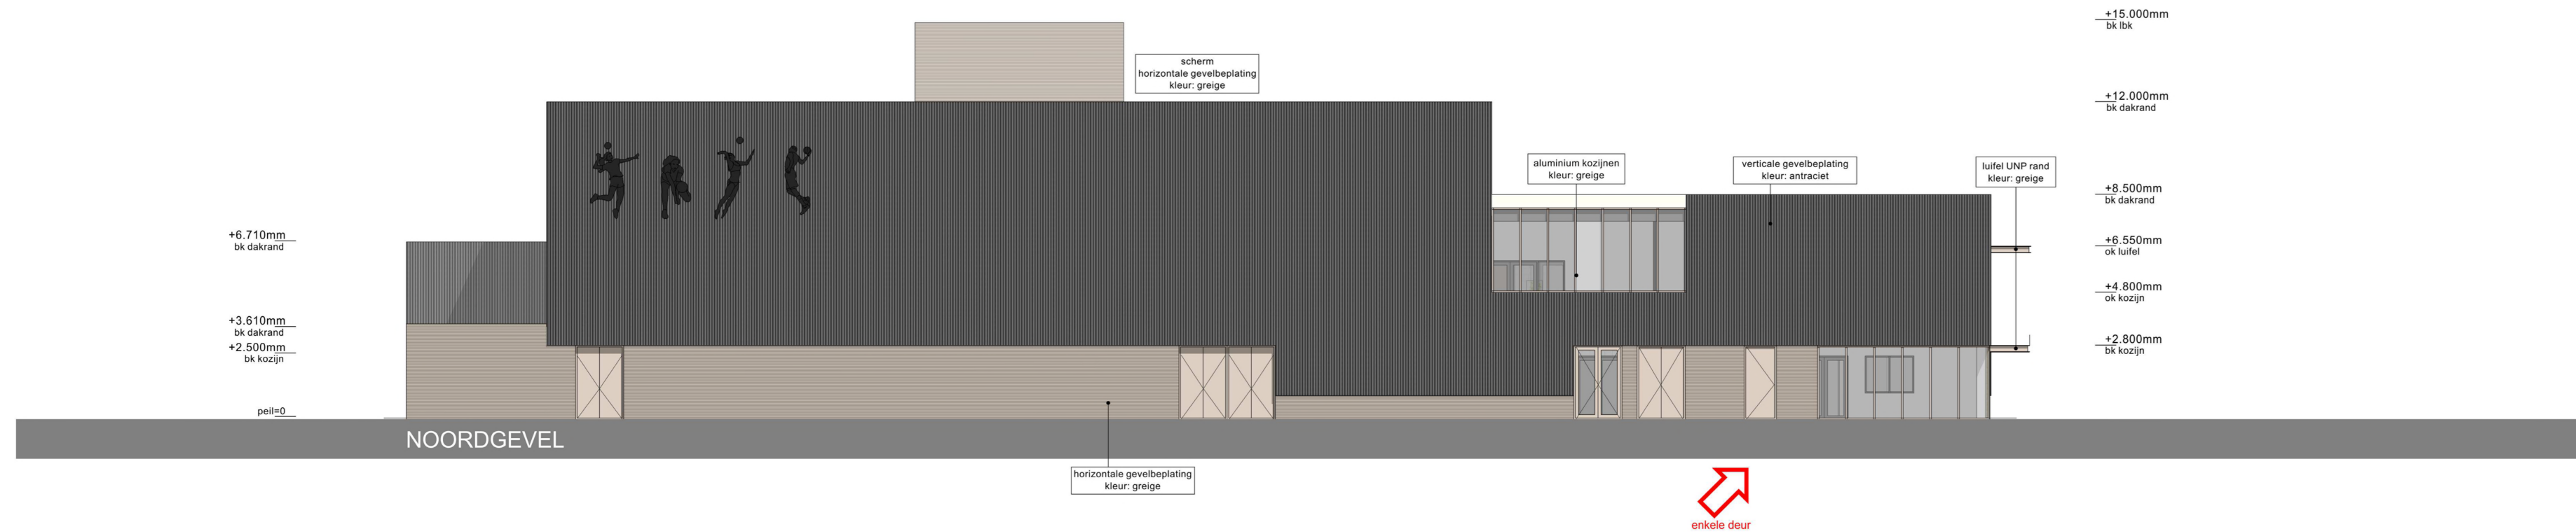 +15.000mm
bk lbk
scherm
horizontale gevelbeplating
kleur: greige
+12.000mm
bk dakrand
aluminium kozijnen
kleur: greige
verticale gevelbeplating
kleur: antraciet
luifel UNP rand
kleur: greige
+8.500mm
bk dakrand
+6.710mm
bk dakrand
+6.550mm
ok luifel
+4.800mm
ok kozijn
+3.610mm
bk dakrand
+2.500mm
bk kozijn
+2.800mm
bk kozijn
peil=0
NOORDGEVEL
horizontale gevelbeplating
kleur: greige
enkele deur